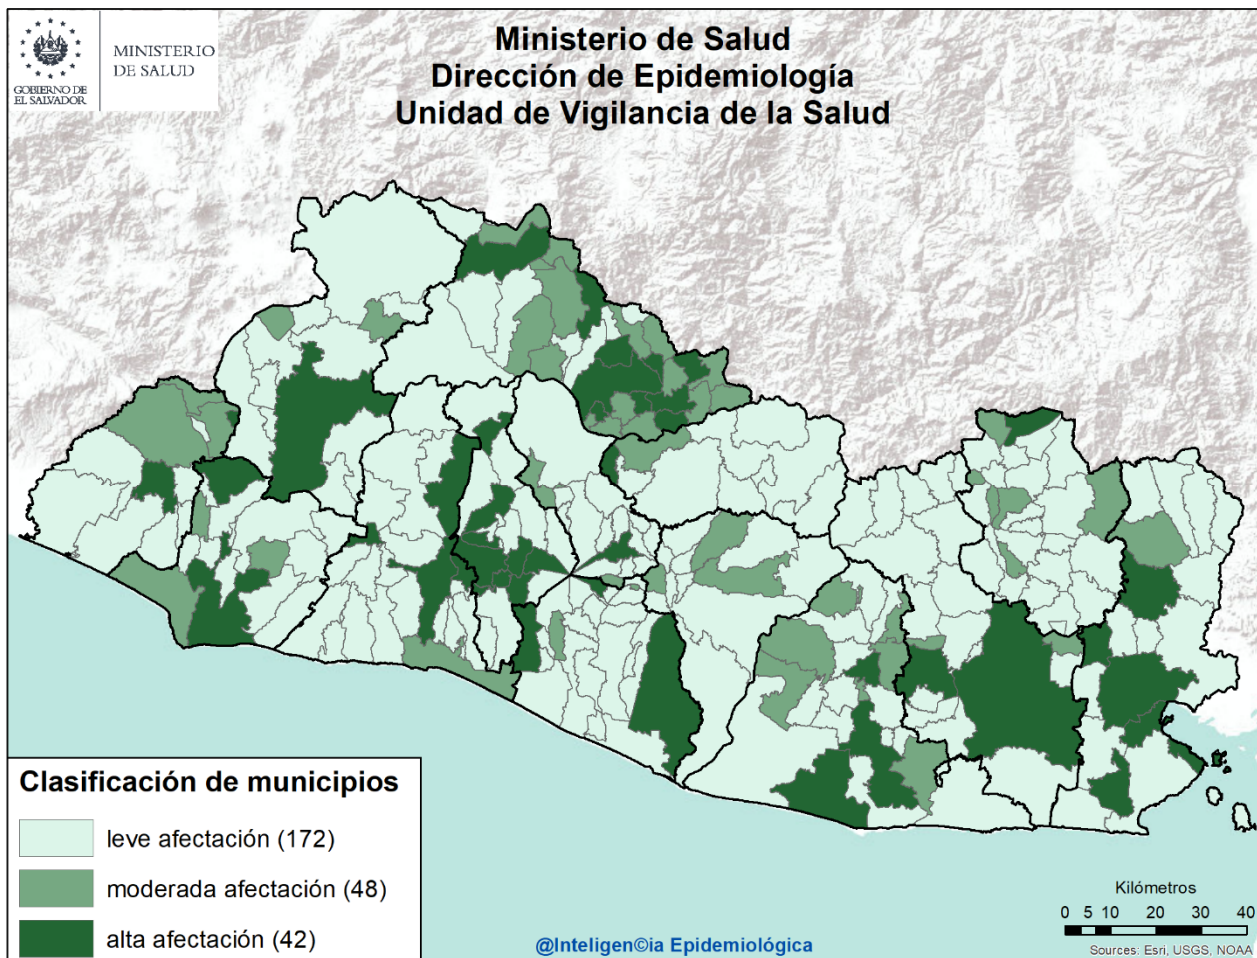 MINISTERIO
DE SALUD
GOBIERNO DE
EL SALVADOR
Ministerio de Salud
Dirección de Epidemiología
Unidad de Vigilancia de la Salud
Clasificación de municipios
leve afectación (172)
moderada afectación (48)
alta afectación (42)
@Inteligen©ia Epidemiológica
Kilómetros
0 5 10 20 30 40
Sources: Esri, USGS, NOAA